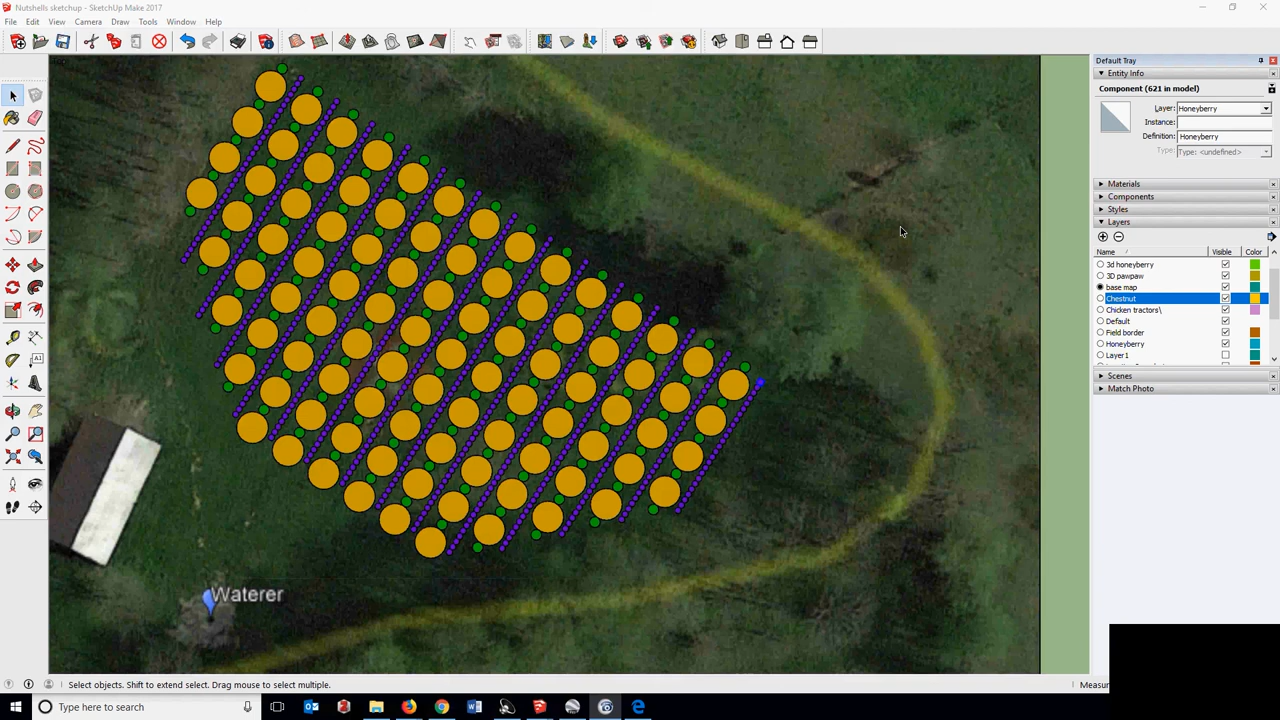 Nutshells sketchup - SketchUp Make 2017
File Edit View Camera Draw Tools Window Help
Default Tray
Entity Info
Component (621 in model)
Layer: Honeyberry
Instance:
Definition: Honeyberry
Type: Type: <undefined>
Materials
Components
Styles
Layers
Name Visible Color
3d honeyberry
3D pawpaw
base map
Chestnut
Chicken tractors\
Default
Field border
Honeyberry
Layer1
Scenes
Match Photo
Waterer
Select objects. Shift to extend select. Drag mouse to select multiple.
Measur
Type here to search